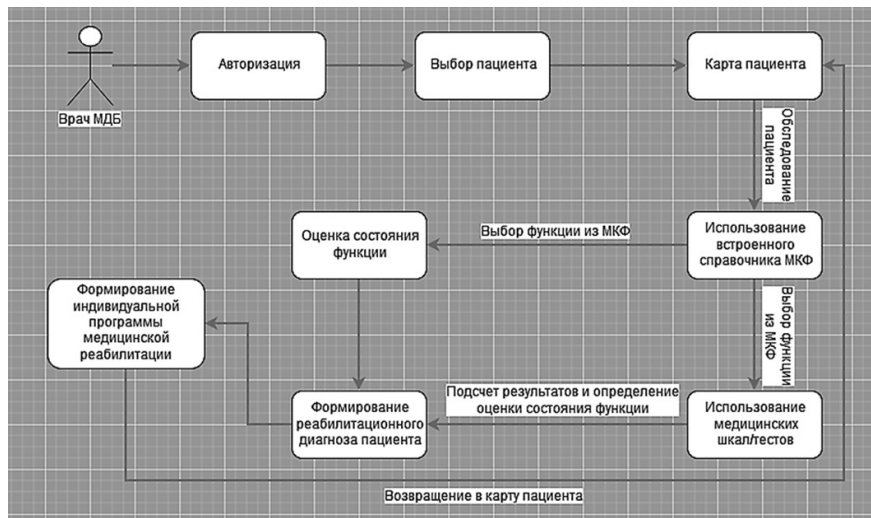 Врач МДБ
Авторизация
Выбор пациента
Карта пациента
Обследование
пациента
Использование
встроенного
справочника МКФ
Выбор функции из МКФ
Оценка состояния
функции
Выбор функции
из МКФ
Использование
медицинских
шкал/тестов
Подсчет результатов и определение
оценки состояния функции
Формирование
реабилитационного
диагноза пациента
Формирование
индивидуальной
программы
медицинской
реабилитации
Возвращение в карту пациента